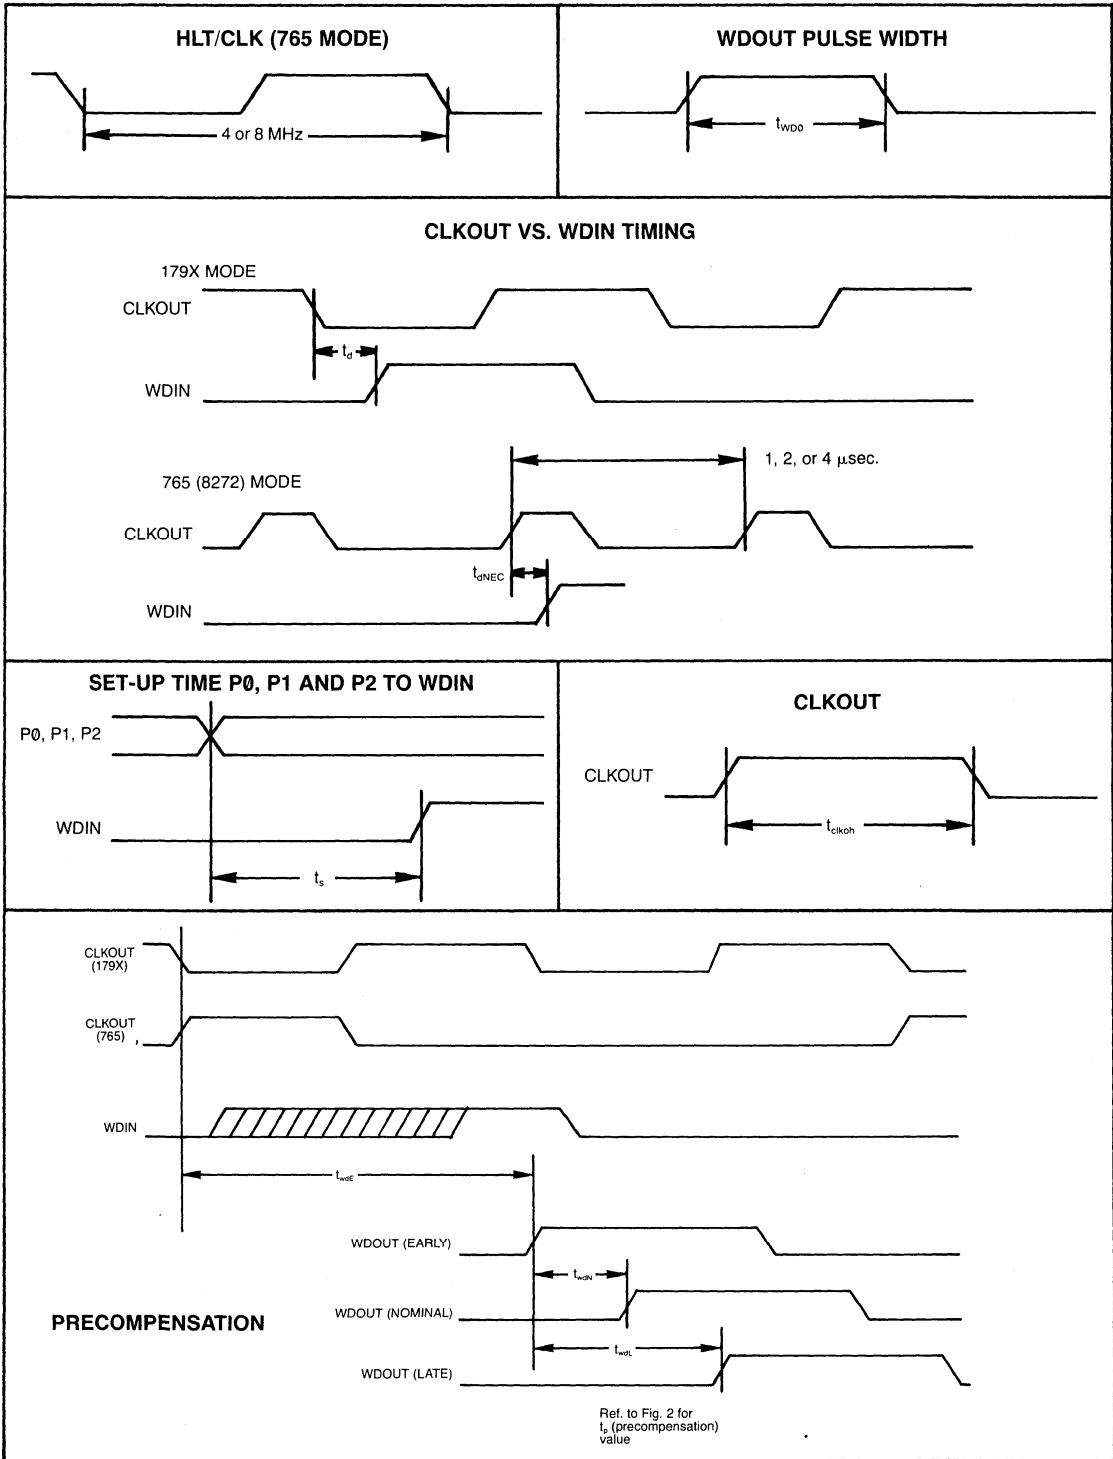 HLT/CLK (765 MODE)
4 or 8 MHz
WDOUT PULSE WIDTH
tWDØ
CLKOUT VS. WDIN TIMING
179X MODE
CLKOUT
td
WDIN
1, 2, or 4 μsec.
765 (8272) MODE
CLKOUT
tdNEC
WDIN
SET-UP TIME PØ, P1 AND P2 TO WDIN
PØ, P1, P2
WDIN
ts
CLKOUT
CLKOUT
tclkoh
CLKOUT
(179X)
CLKOUT
(765)
WDIN
twdE
WDOUT (EARLY)
twdN
WDOUT (NOMINAL)
PRECOMPENSATION
twdL
WDOUT (LATE)
Ref. to Fig. 2 for
tp (precompensation)
value